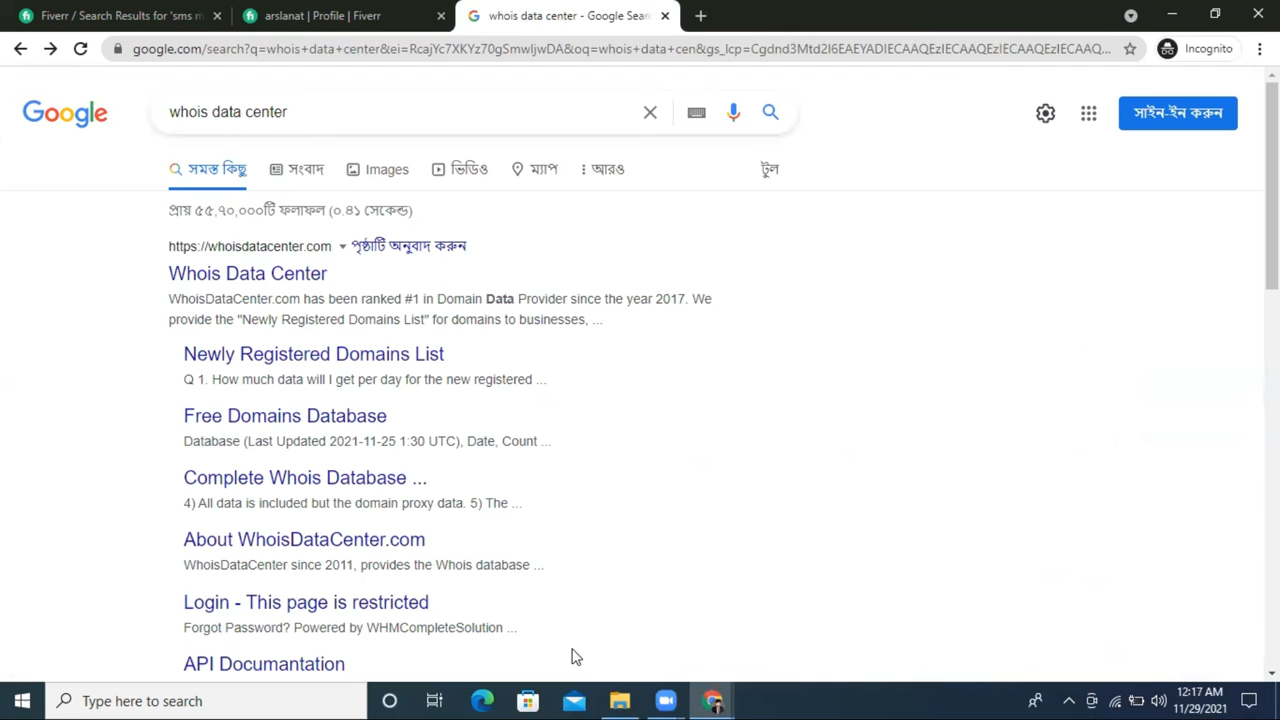 Fiverr / Search Results for 'sms m
arslanat | Profile | Fiverr
whois data center - Google Sear
google.com/search?q=whois+data+center&ei=RcajYc7XKYz70gSmwIjwDA&oq=whois+data+cen&gs_lcp=Cgdnd3Mtd2l6EAEYADIECAAQEzIECAAQEzIECAAQEzIECAAQEzIECAAQEzIECAAQEzIECAAQ...
Incognito
Google
whois data center
সাইন-ইন করুন
সমস্ত কিছু
সংবাদ
Images
ভিডিও
ম্যাপ
আরও
টুল
প্রায় ৫৫,৭০,০০০টি ফলাফল (০.৪১ সেকেন্ড)
https://whoisdatacenter.com পৃষ্ঠাটি অনুবাদ করুন
Whois Data Center
WhoisDataCenter.com has been ranked #1 in Domain Data Provider since the year 2017. We
provide the "Newly Registered Domains List" for domains to businesses, ...
Newly Registered Domains List
Q 1. How much data will I get per day for the new registered ...
Free Domains Database
Database (Last Updated 2021-11-25 1:30 UTC), Date, Count ...
Complete Whois Database ...
4) All data is included but the domain proxy data. 5) The ...
About WhoisDataCenter.com
WhoisDataCenter since 2011, provides the Whois database ...
Login - This page is restricted
Forgot Password? Powered by WHMCompleteSolution ...
API Documantation
Type here to search
12:17 AM
11/29/2021